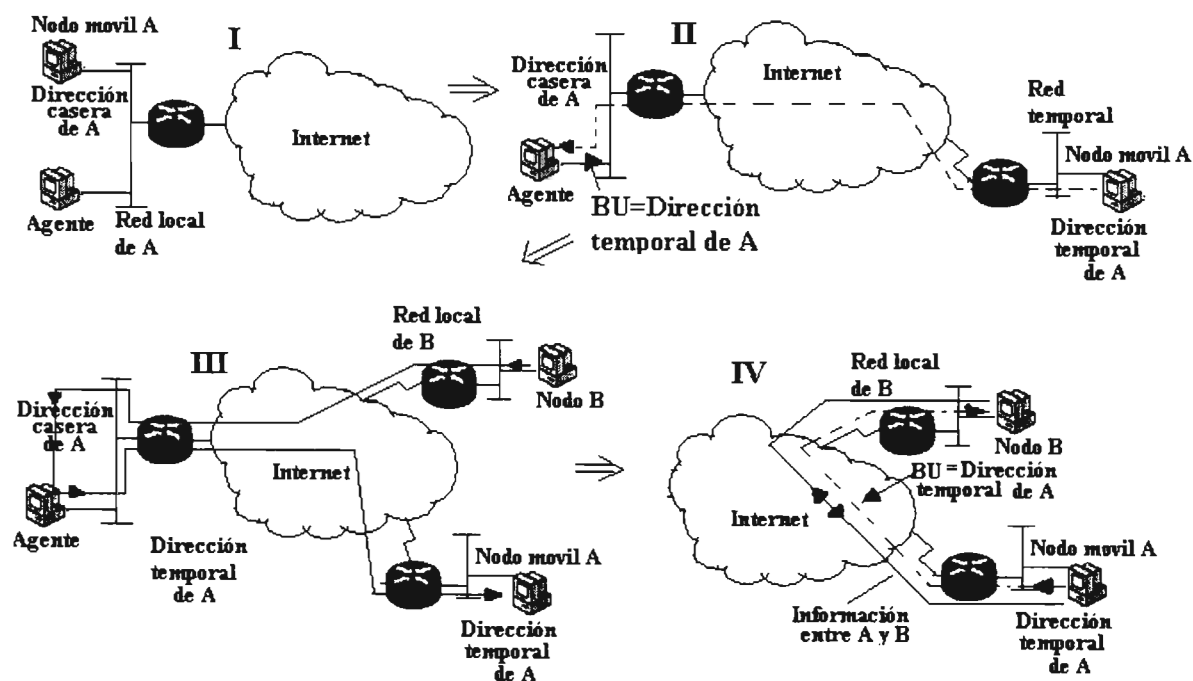 Nodo movil A
I
Dirección
casera
de A
Internet
Agente
Red local
de A
II
Dirección
casera
de A
Internet
Red
temporal
Nodo movil A
Agente
BU=Dirección
temporal de A
Dirección
temporal
de A
III
Red local
de B
Dirección
casera
de A
Nodo B
Internet
Agente
Dirección
temporal
de A
Nodo movil A
Dirección
temporal
de A
IV
Red local
de B
Nodo B
BU=Dirección
temporal de A
Internet
Nodo movil A
Información
entre A y B
Dirección
temporal
de A